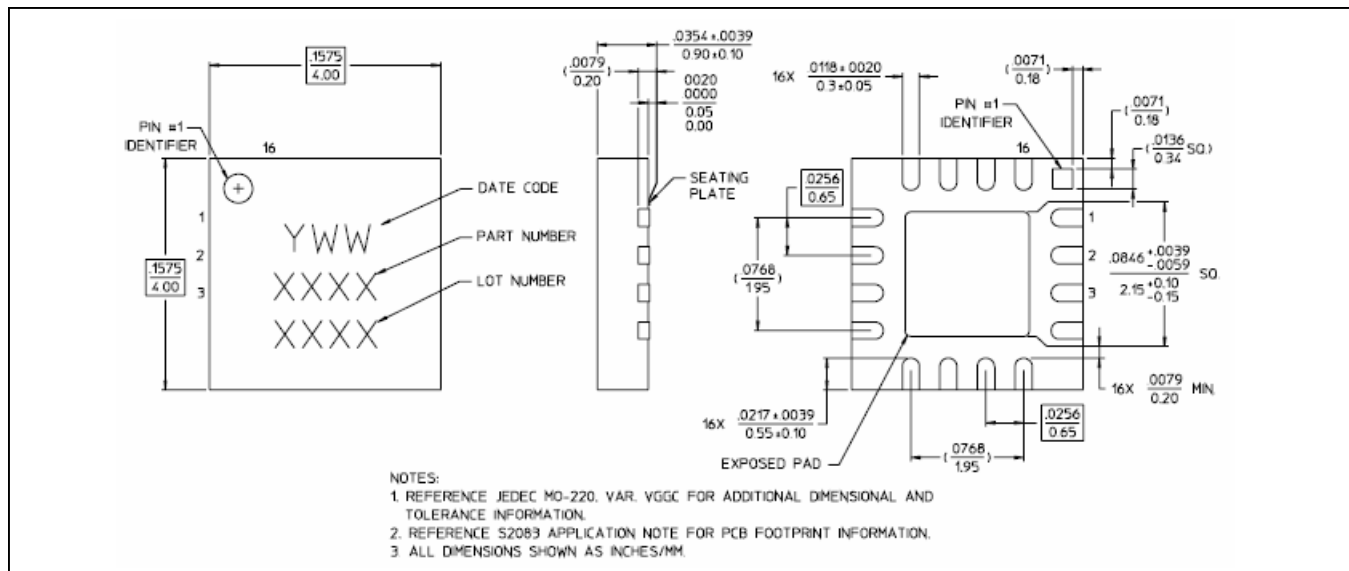 .1575
4.00
PIN #1
IDENTIFIER
16
.1575
4.00
1
2
3
DATE CODE
YWW
PART NUMBER
XXXX
LOT NUMBER
XXXX
.0354±.0039
0.90±0.10
(.0079
0.20)
.0020
.0000
0.05
0.00
SEATING
PLATE
16X .0118±.0020
0.3±0.05
(.0071
0.18)
PIN #1
IDENTIFIER
16
(.0071
0.18)
(.0136 SQ.)
0.34
.0256
0.65
(.0768
1.95)
1
2
3
.0846 +.0039
-.0059 SQ.
2.15 +0.10
-0.15
16X .0217±.0039
0.55±0.10
16X .0079 MIN.
0.20
.0256
0.65
(.0768
1.95)
EXPOSED PAD
NOTES:
1. REFERENCE JEDEC MO-220. VAR. VGGC FOR ADDITIONAL DIMENSIONAL AND
TOLERANCE INFORMATION.
2. REFERENCE S2083 APPLICATION NOTE FOR PCB FOOTPRINT INFORMATION.
3 ALL DIMENSIONS SHOWN AS INCHES/MM.